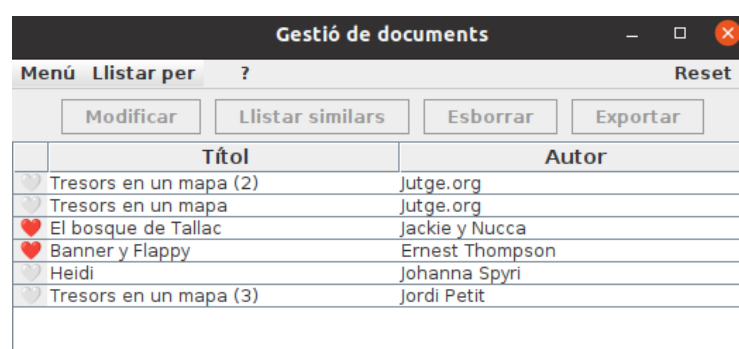 Gestió de documents
Menú Llistar per ? Reset
Modificar Llistar similars Esborrar Exportar
Títol Autor
Tresors en un mapa (2) Jutge.org
Tresors en un mapa Jutge.org
El bosque de Tallac Jackie y Nucca
Banner y Flappy Ernest Thompson
Heidi Johanna Spyri
Tresors en un mapa (3) Jordi Petit